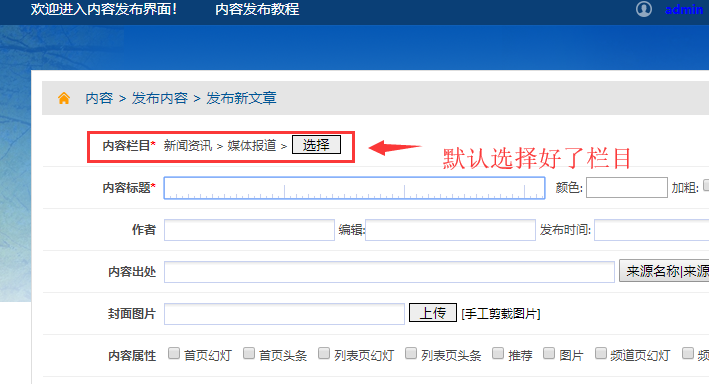 欢迎进入内容发布界面! 内容发布教程 admin
内容 > 发布内容 > 发布新文章
内容栏目* 新闻资讯 > 媒体报道 > 选择
默认选择好了栏目
内容标题* 颜色: 加粗:
作者 编辑: 发布时间:
内容出处 来源名称|来源
封面图片 上传 [手工剪裁图片]
内容属性 首页幻灯 首页头条 列表页幻灯 列表页头条 推荐 图片 频道页幻灯 频